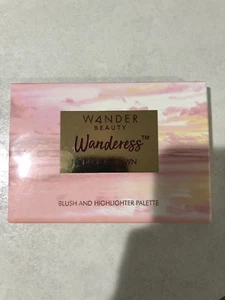 WANDER
BEAUTY
Wanderess™
BLUSH AND HIGHLIGHTER PALETTE